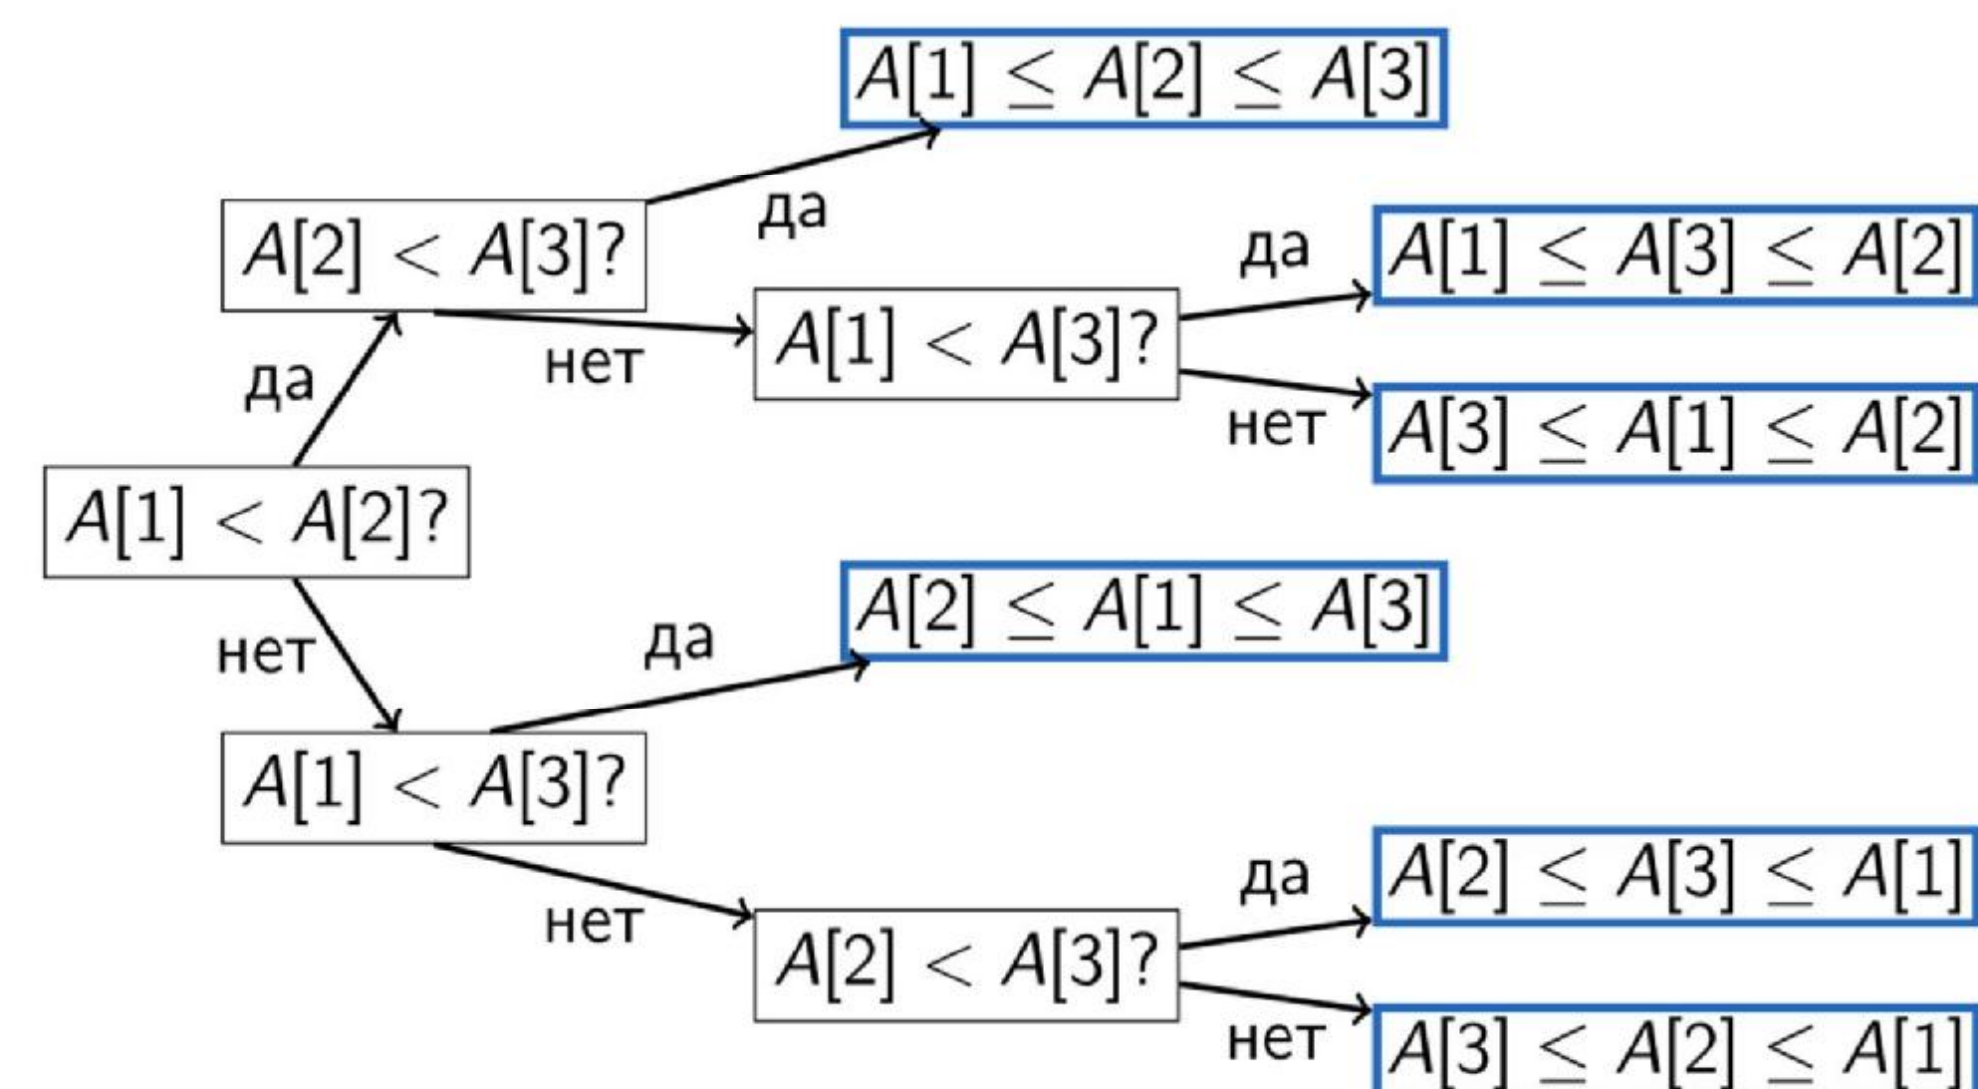 A[1] ≤ A[2] ≤ A[3]
A[2] < A[3]?
да
да
A[1] ≤ A[3] ≤ A[2]
нет
A[1] < A[3]?
да
нет
A[3] ≤ A[1] ≤ A[2]
A[1] < A[2]?
нет
да
A[2] ≤ A[1] ≤ A[3]
A[1] < A[3]?
нет
A[2] < A[3]?
да
A[2] ≤ A[3] ≤ A[1]
нет
A[3] ≤ A[2] ≤ A[1]